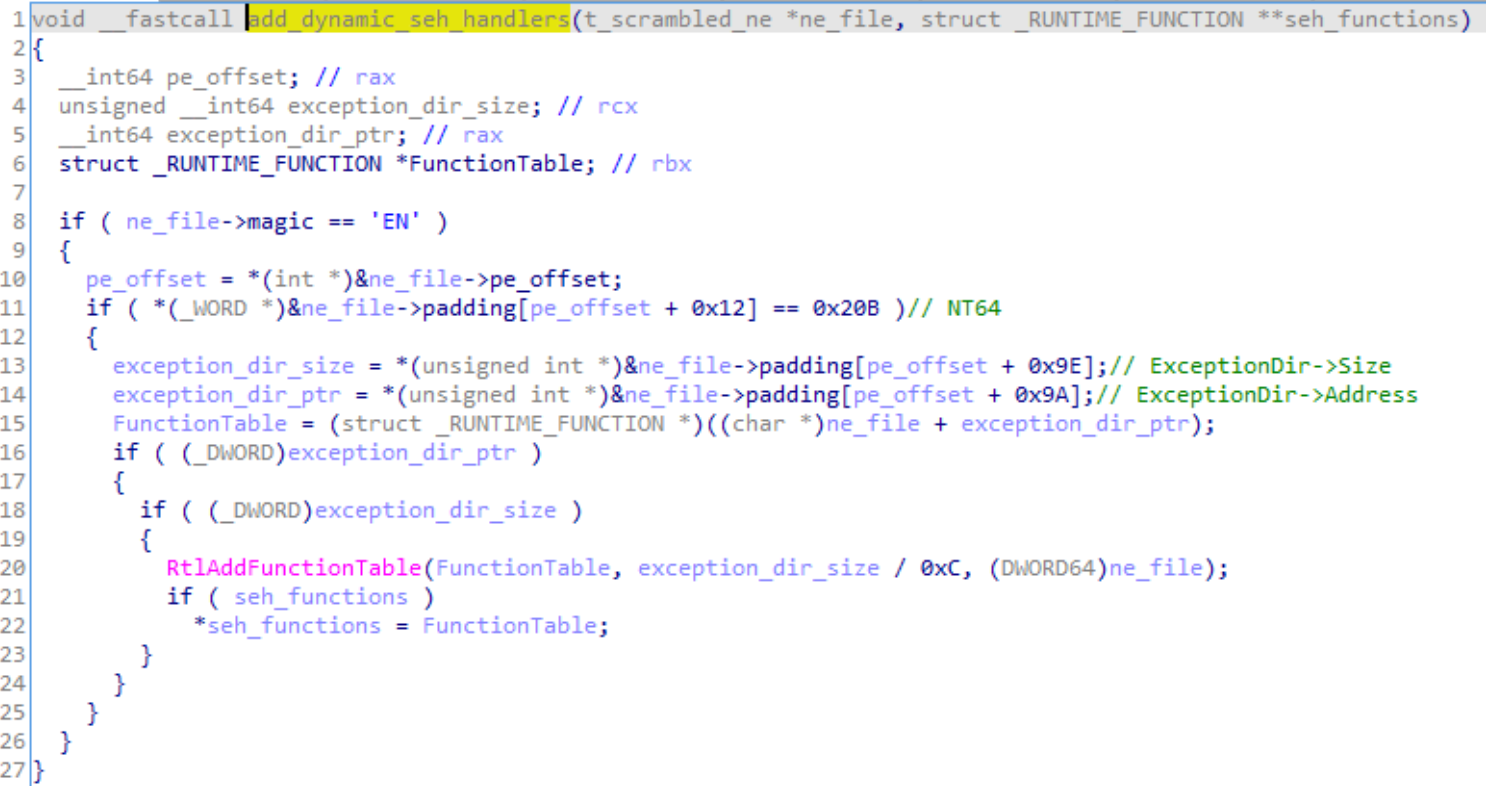 1 void __fastcall add_dynamic_seh_handlers(t_scrambled_ne *ne_file, struct _RUNTIME_FUNCTION **seh_functions)
2 {
3 __int64 pe_offset; // rax
4 unsigned __int64 exception_dir_size; // rcx
5 __int64 exception_dir_ptr; // rax
6 struct _RUNTIME_FUNCTION *FunctionTable; // rbx
7
8 if ( ne_file->magic == 'EN' )
9 {
10 pe_offset = *(int *)&ne_file->pe_offset;
11 if ( *(_WORD *)&ne_file->padding[pe_offset + 0x12] == 0x20B )// NT64
12 {
13 exception_dir_size = *(unsigned int *)&ne_file->padding[pe_offset + 0x9E];// ExceptionDir->Size
14 exception_dir_ptr = *(unsigned int *)&ne_file->padding[pe_offset + 0x9A];// ExceptionDir->Address
15 FunctionTable = (struct _RUNTIME_FUNCTION *)((char *)ne_file + exception_dir_ptr);
16 if ( (_DWORD)exception_dir_ptr )
17 {
18 if ( (_DWORD)exception_dir_size )
19 {
20 RtlAddFunctionTable(FunctionTable, exception_dir_size / 0xC, (DWORD64)ne_file);
21 if ( seh_functions )
22 *seh_functions = FunctionTable;
23 }
24 }
25 }
26 }
27 }